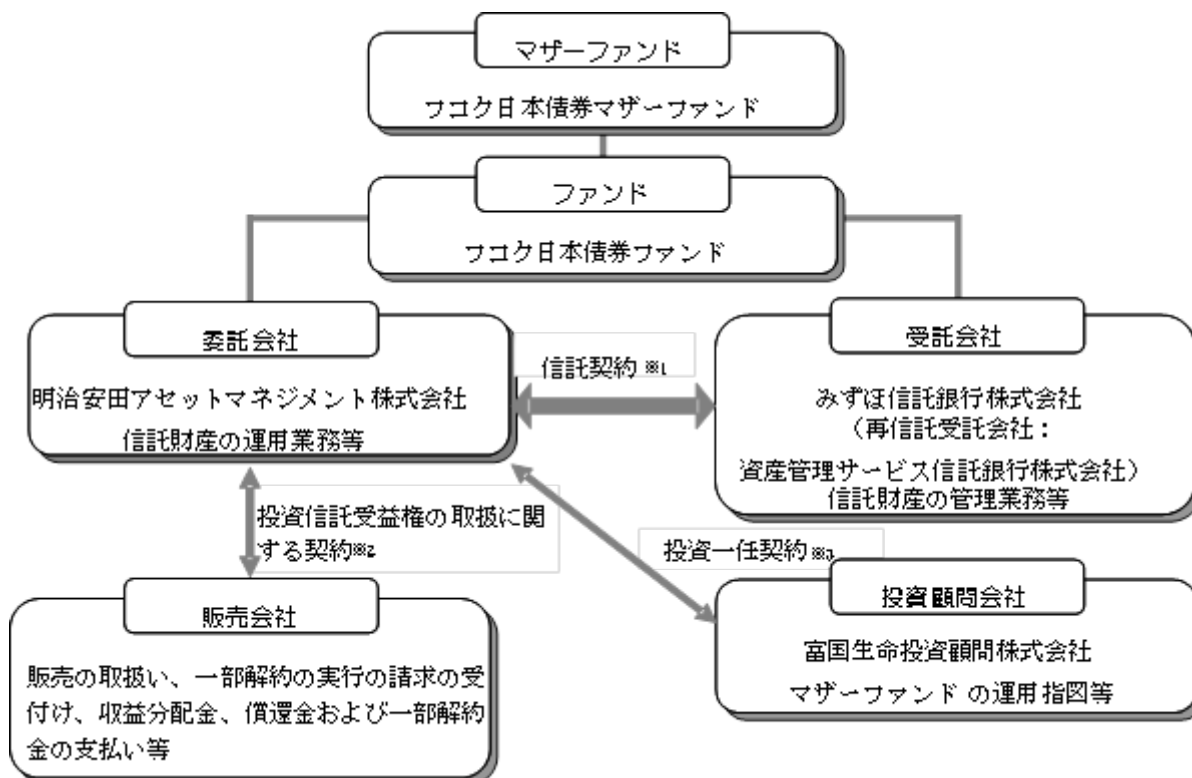 マザーファンド
フコク日本債券マザーファンド
ファンド
フコク日本債券ファンド
委託会社
明治安田アセットマネジメント株式会社
信託財産の運用業務等
信託契約※1
受託会社
みずほ信託銀行株式会社
（再信託受託会社：
資産管理サービス信託銀行株式会社）
信託財産の管理業務等
投資信託受益権の取扱に関
する契約※2
投資一任契約※3
販売会社
販売の取扱い、一部解約の実行の請求の受
付け、収益分配金、償還金および一部解約
金の支払い等
投資顧問会社
富国生命投資顧問株式会社
マザーファンドの運用指図等